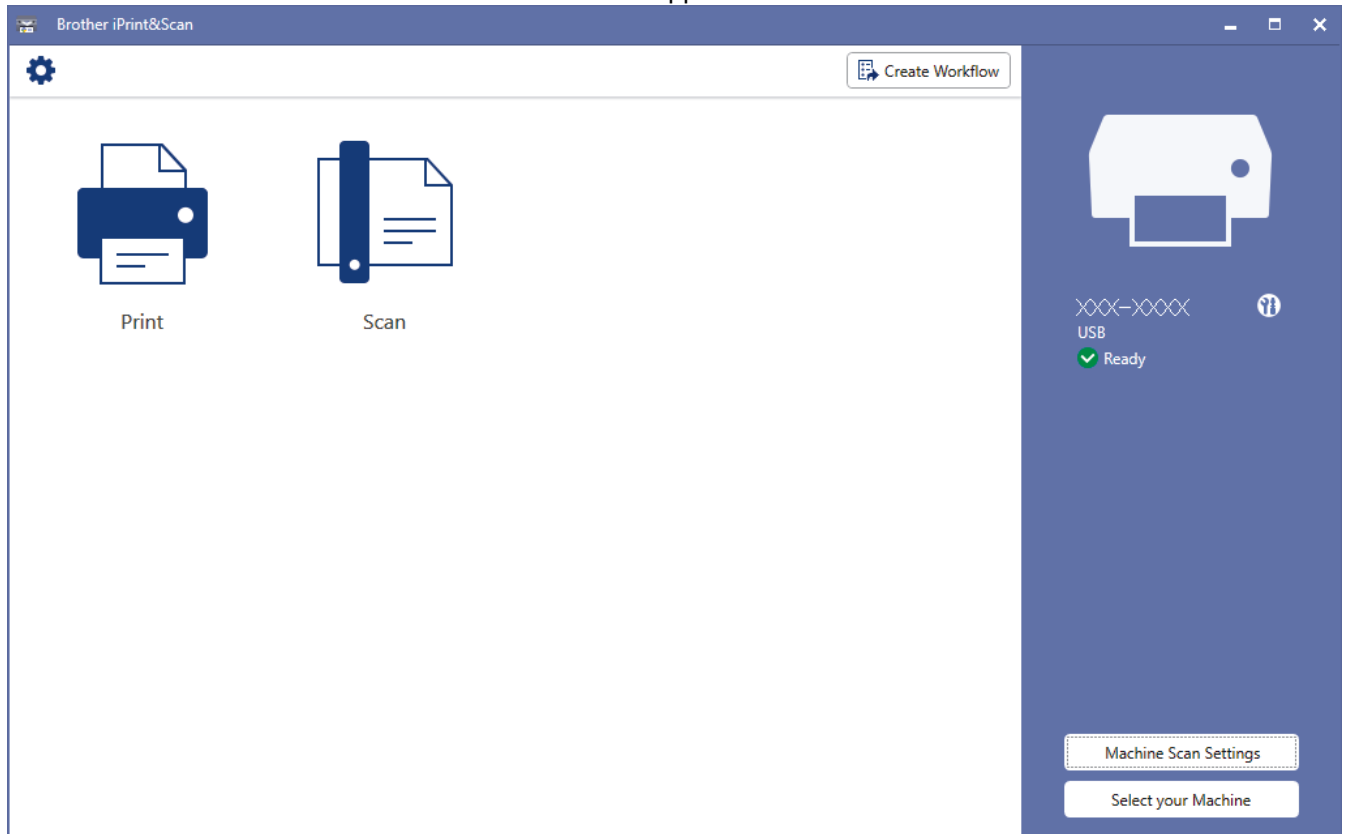 Brother iPrint&Scan
Create Workflow
Print
Scan
XXX-XXXX
USB
Ready
Machine Scan Settings
Select your Machine